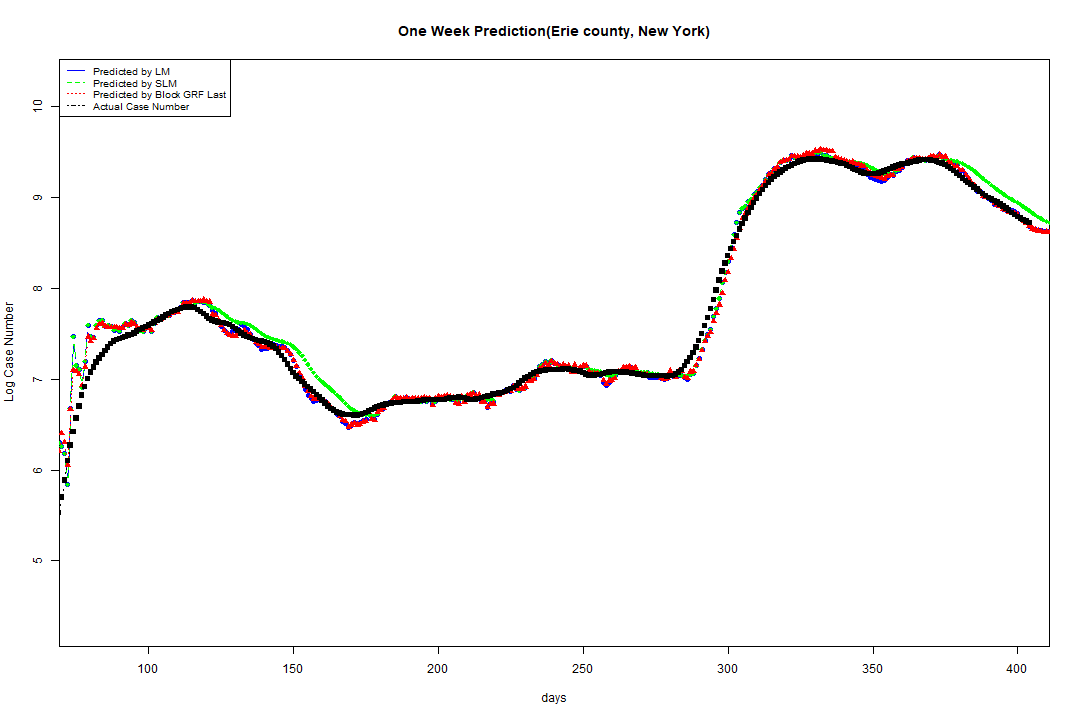 One Week Prediction(Erie county, New York)
Predicted by LM
Predicted by SLM
Predicted by Block GRF Last
Actual Case Number
10
9
8
7
6
5
Log Case Number
100 150 200 250 300 350 400
days